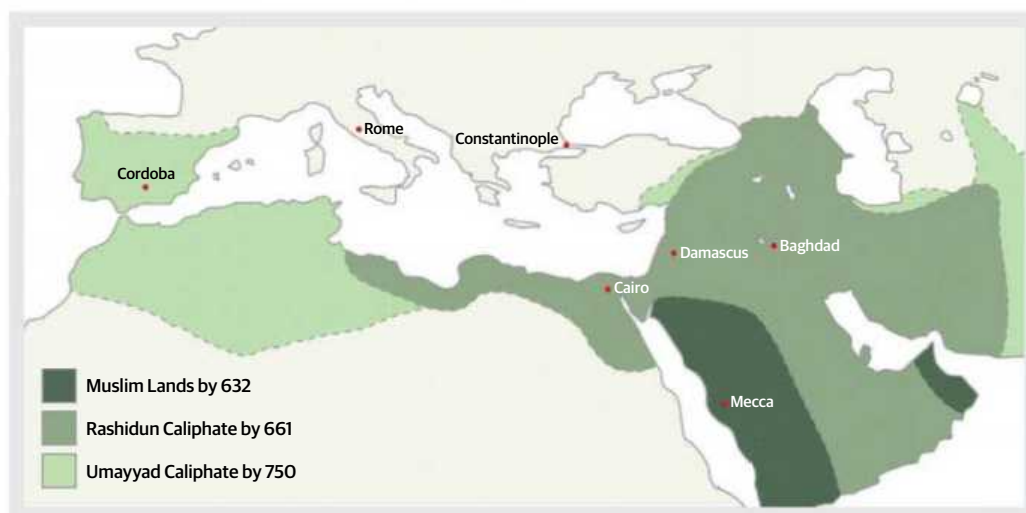 Rome
Constantinople
Cordoba
Damascus
Baghdad
Cairo
Mecca
Muslim Lands by 632
Rashidun Caliphate by 661
Umayyad Caliphate by 750